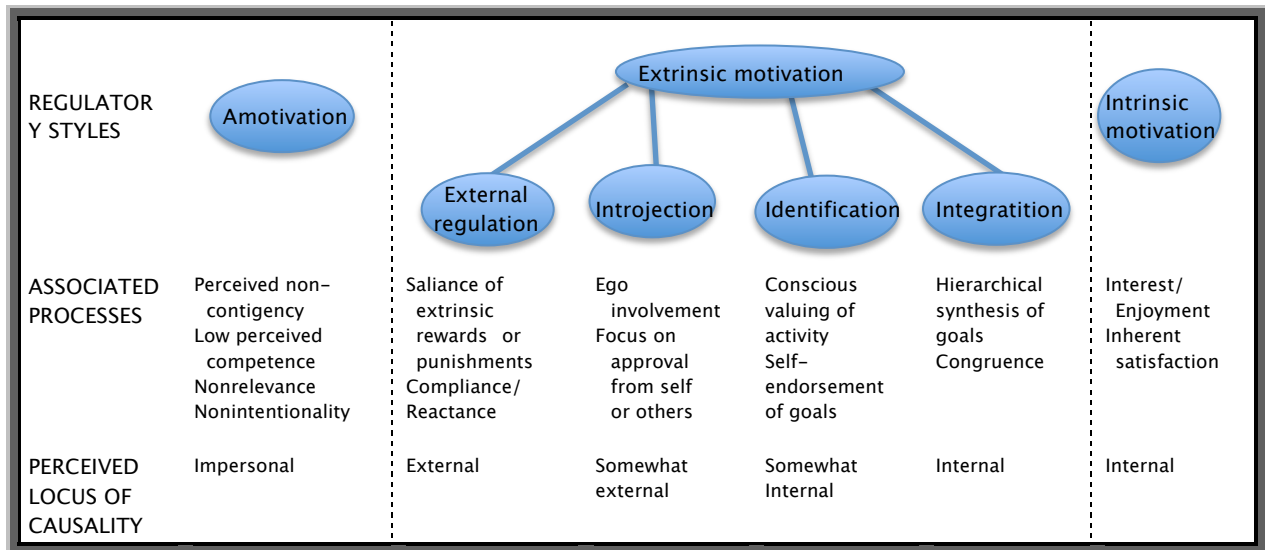 REGULATOR
Y STYLES
Amotivation
Extrinsic motivation
External
regulation
Introjection
Identification
Integratition
Intrinsic
motivation
ASSOCIATED
PROCESSES
Perceived non-
contigency
Low perceived
competence
Nonrelevance
Nonintentionality
Saliance of
extrinsic
rewards or
punishments
Compliance/
Reactance
Ego
involvement
Focus on
approval
from self
or others
Conscious
valuing of
activity
Self-
endorsement
of goals
Hierarchical
synthesis of
goals
Congruence
Interest/
Enjoyment
Inherent
satisfaction
PERCEIVED
LOCUS OF
CAUSALITY
Impersonal
External
Somewhat
external
Somewhat
Internal
Internal
Internal